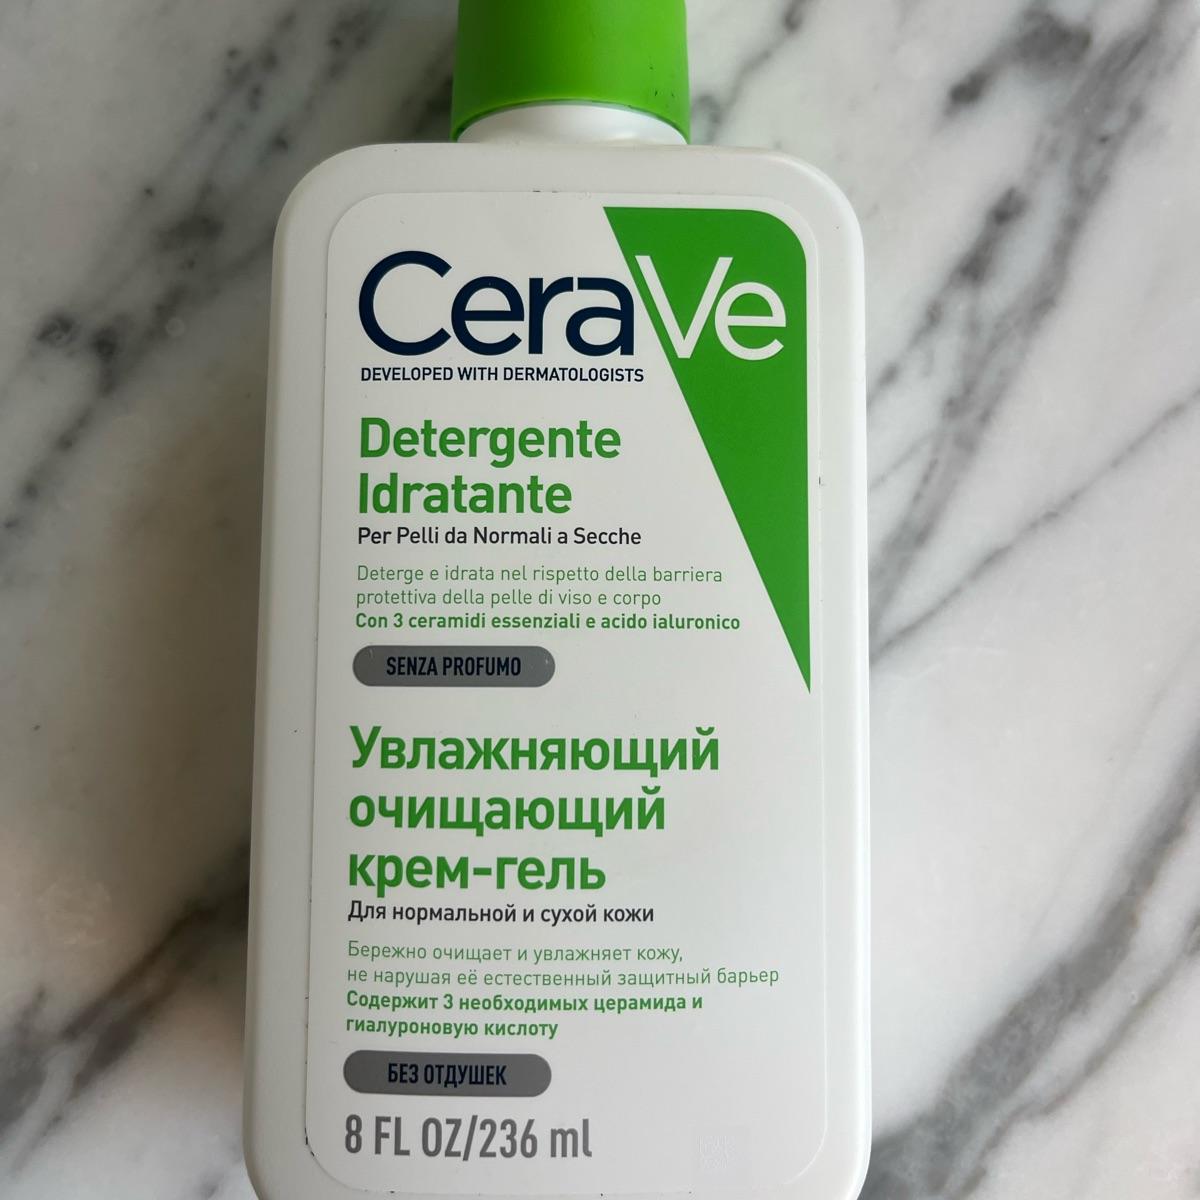 CeraVe
DEVELOPED WITH DERMATOLOGISTS
Detergente
Idratante
Per Pelli da Normali a Secche
Deterge e idrata nel rispetto della barriera
protettiva della pelle di viso e corpo
Con 3 ceramidi essenziali e acido ialuronico
SENZA PROFUMO
Увлажняющий
очищающий
крем-гель
Для нормальной и сухой кожи
Бережно очищает и увлажняет кожу,
не нарушая её естественный защитный барьер
Содержит 3 необходимых церамида и
гиалуроновую кислоту
БЕЗ ОТДУШЕК
8 FL OZ/236 ml